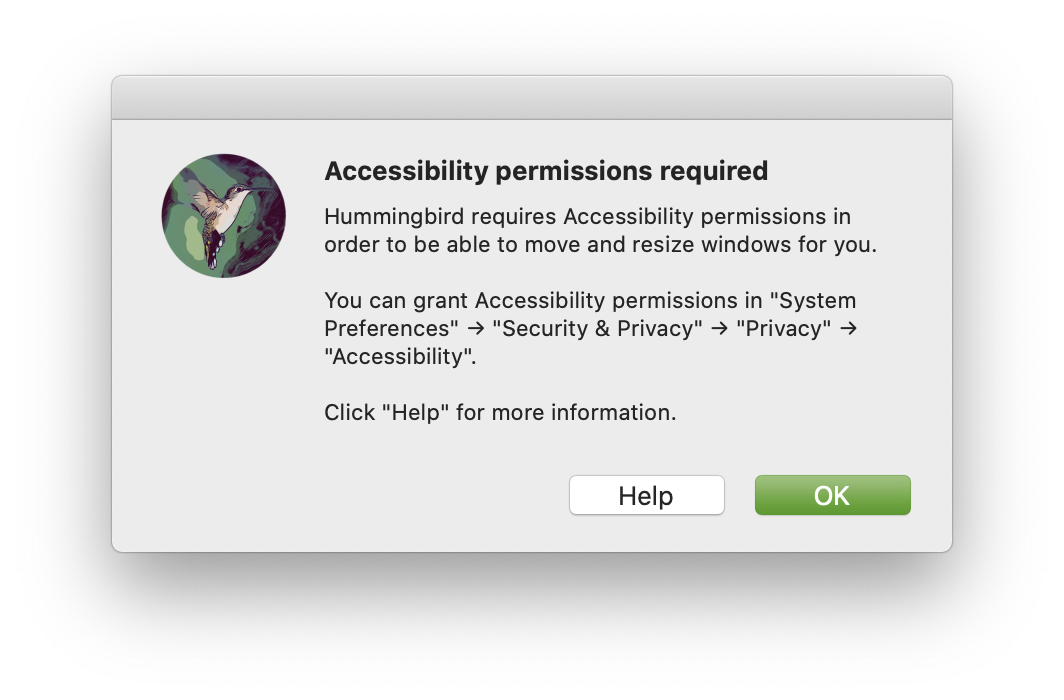 Accessibility permissions required
Hummingbird requires Accessibility permissions in
order to be able to move and resize windows for you.
You can grant Accessibility permissions in "System
Preferences" → "Security & Privacy" → "Privacy" →
"Accessibility".
Click "Help" for more information.
Help
OK